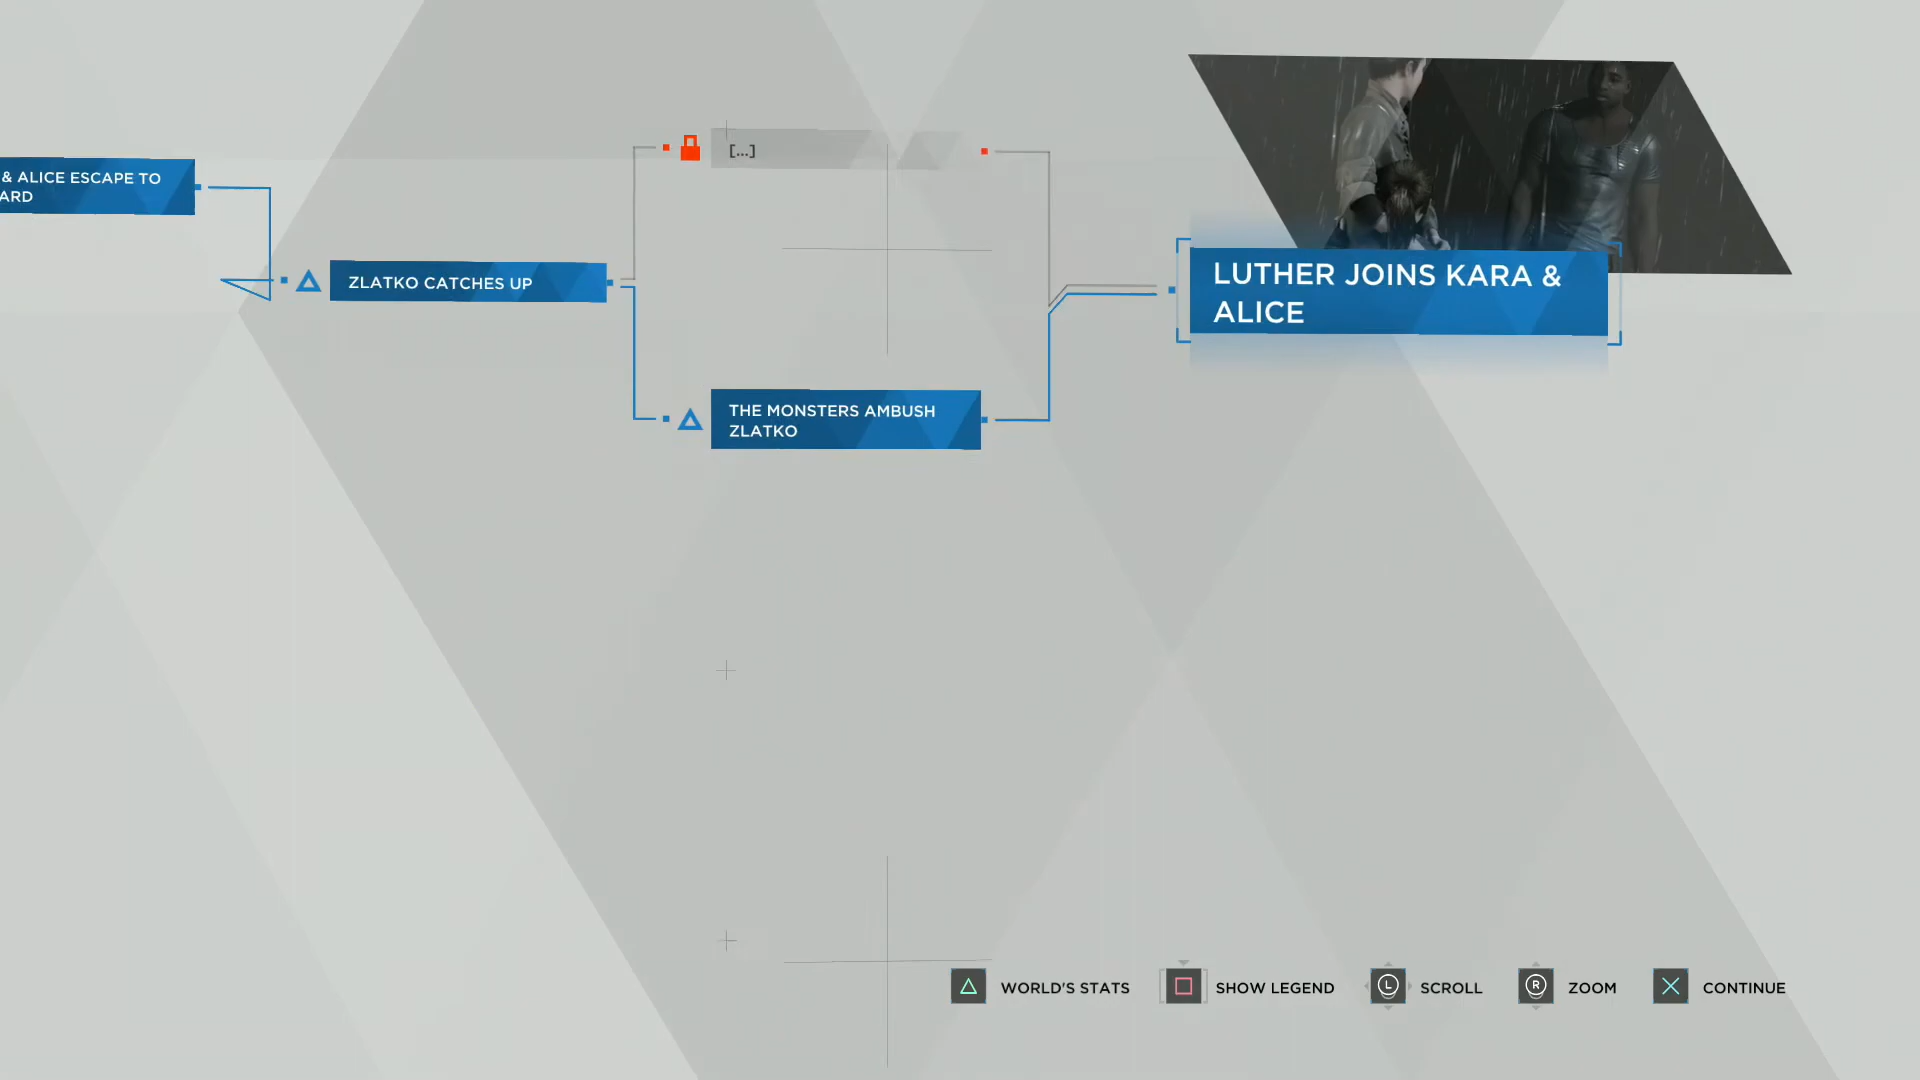 & ALICE ESCAPE TO
ARD
ZLATKO CATCHES UP
[...]
THE MONSTERS AMBUSH
ZLATKO
LUTHER JOINS KARA &
ALICE
WORLD'S STATS
SHOW LEGEND
L
SCROLL
R
ZOOM
CONTINUE